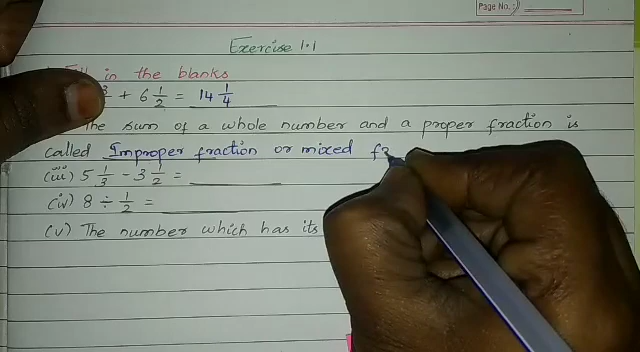 Page No.:
Exercise 1.1
in the blanks
+ 6 1/2 = 14 1/4
The sum of a whole number and a proper fraction is
called Improper fraction or mixed
(iii) 5 1/3 - 3 1/2 =
(iv) 8 ÷ 1/2 =
(v) The number which has its